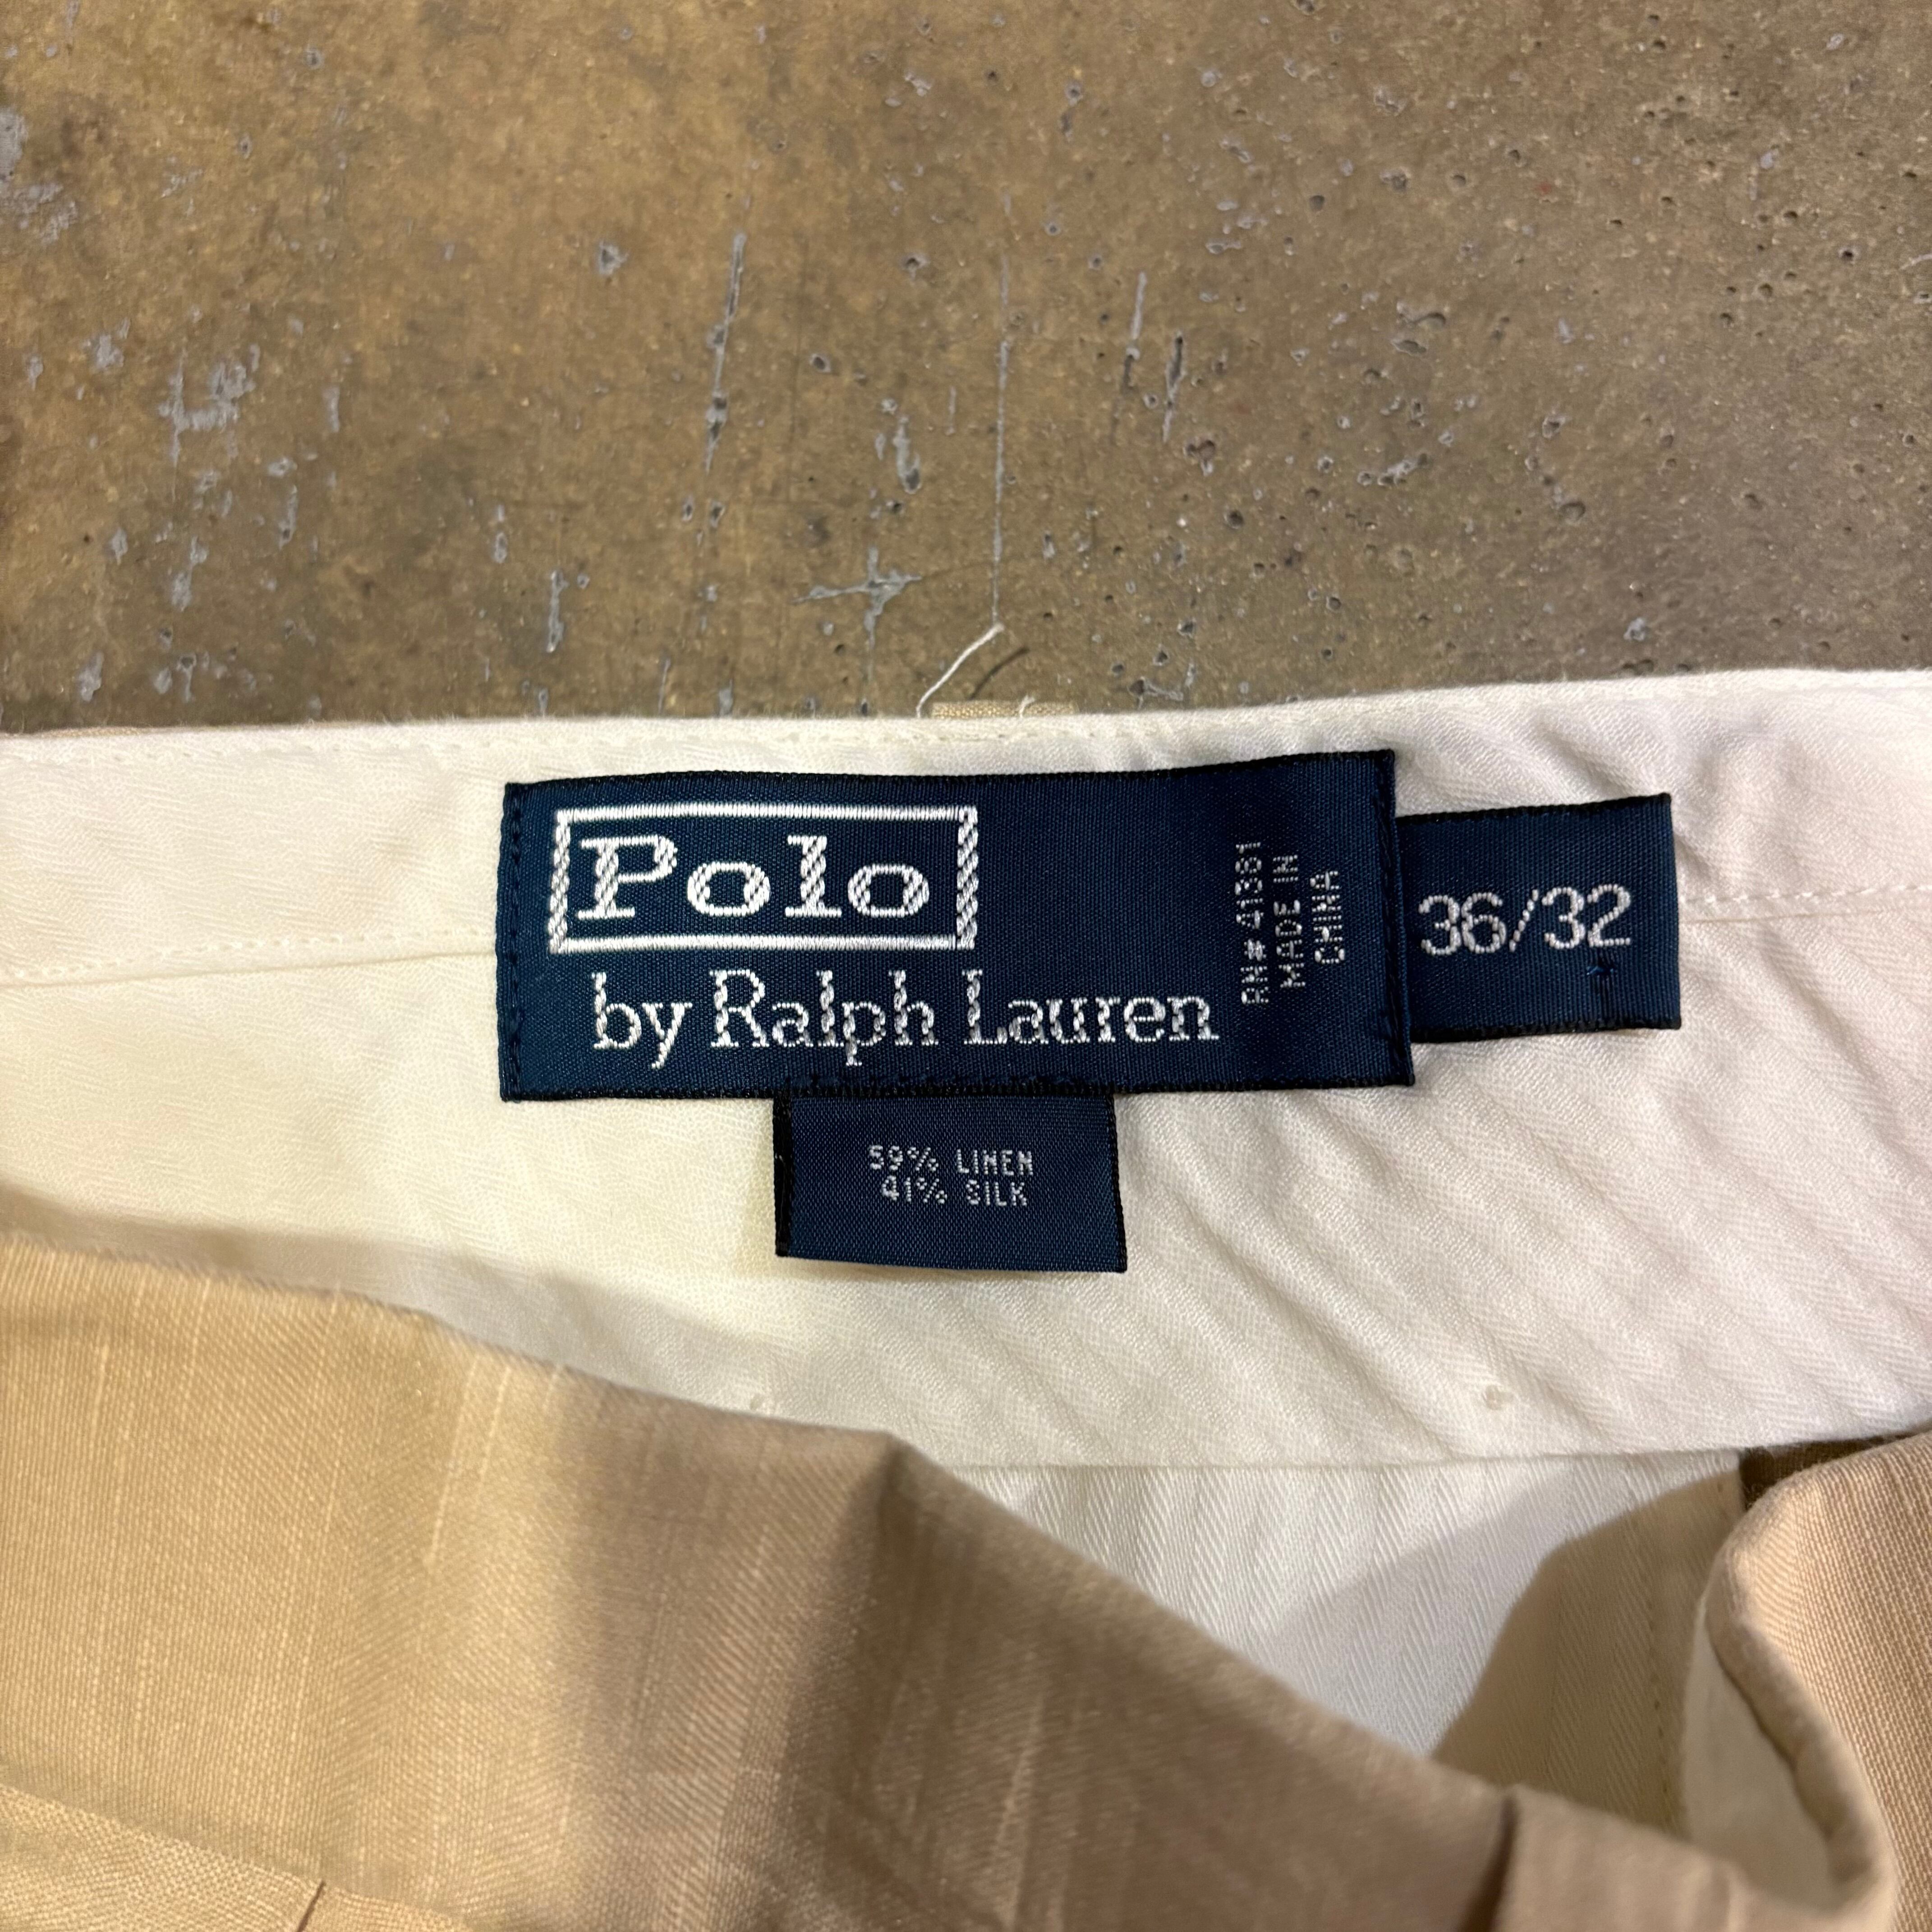 Polo
by Ralph Lauren
RN# 41381
MADE IN
CHINA
36/32
59% LINEN
41% SILK